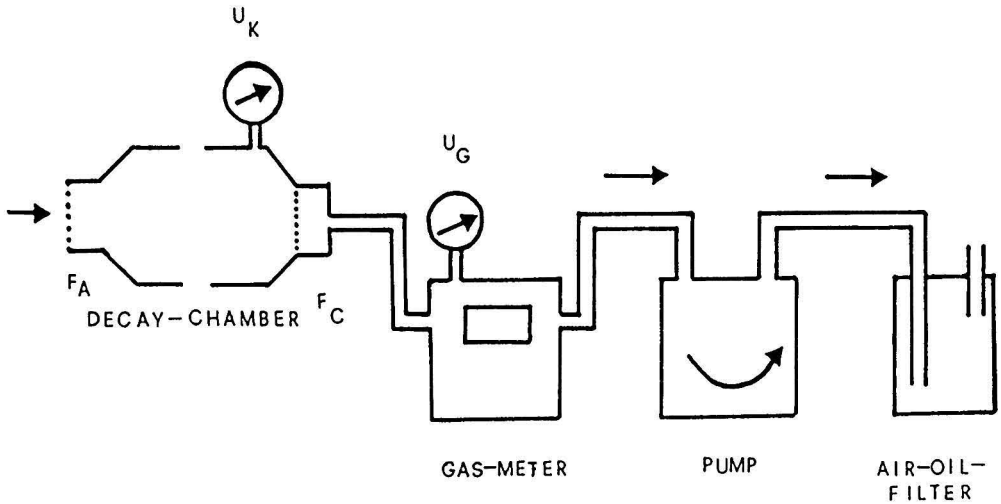 U_K
U_G
F_A
F_C
DECAY-CHAMBER
GAS-METER
PUMP
AIR-OIL-
FILTER